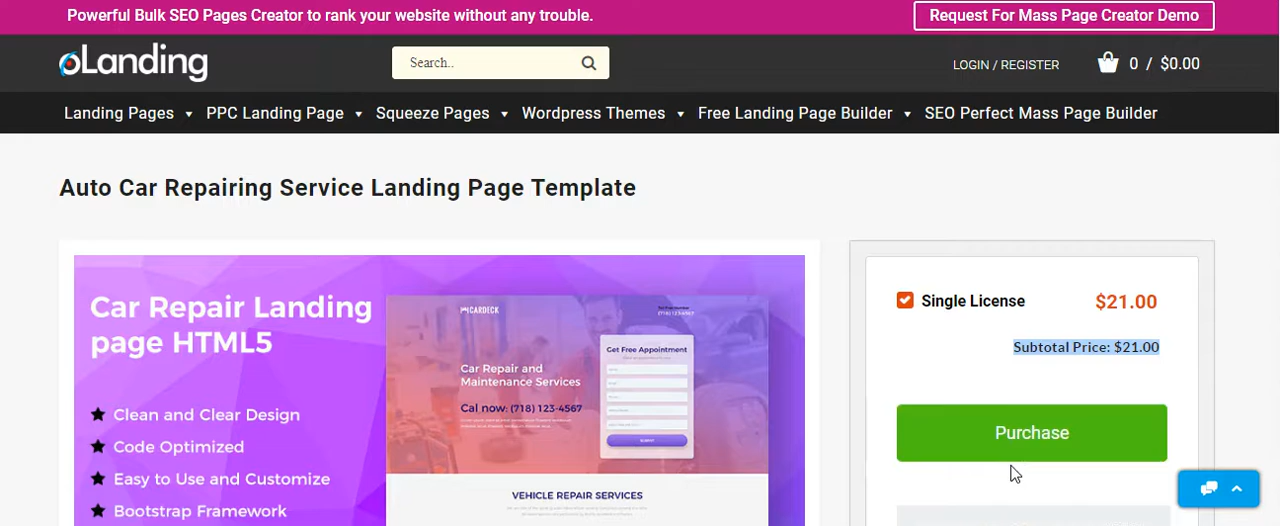 Powerful Bulk SEO Pages Creator to rank your website without any trouble.
Request For Mass Page Creator Demo
oLanding
Search..
LOGIN / REGISTER
0 / $0.00
Landing Pages
PPC Landing Page
Squeeze Pages
Wordpress Themes
Free Landing Page Builder
SEO Perfect Mass Page Builder
Auto Car Repairing Service Landing Page Template
Car Repair Landing
page HTML5
Clean and Clear Design
Code Optimized
Easy to Use and Customize
Bootstrap Framework
CARDECK
(718) 123-4567
Car Repair and
Maintenance Services
Cal now: (718) 123-4567
Get Free Appointment
VEHICLE REPAIR SERVICES
Single License
$21.00
Subtotal Price: $21.00
Purchase